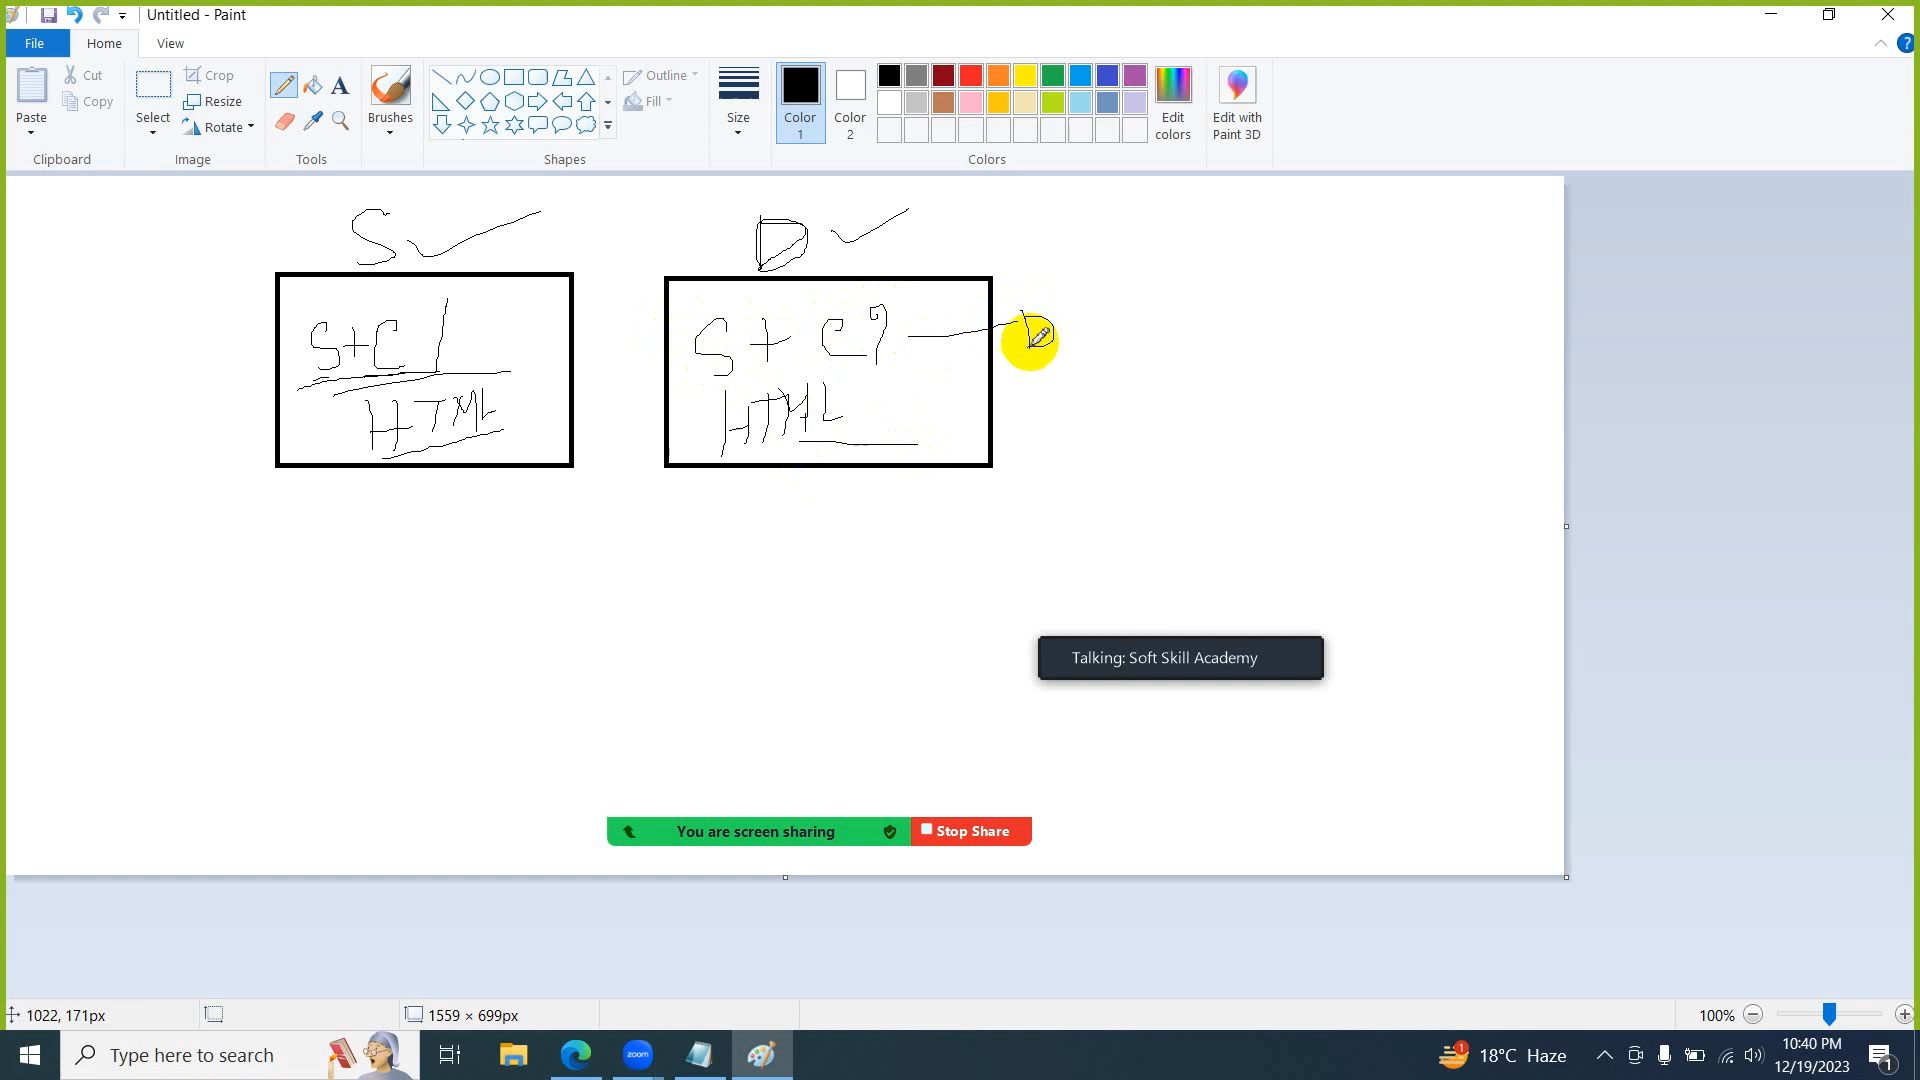 Untitled - Paint
File Home View
Paste
Cut
Copy
Clipboard
Select
Crop
Resize
Rotate
Image
Tools
Brushes
Shapes
Outline
Fill
Size
Color 1
Color 2
Colors
Edit colors
Edit with Paint 3D
?
S D
S+C
HTML
S + C? D
HTML
Talking: Soft Skill Academy
You are screen sharing Stop Share
1022, 171px 1559 × 699px 100%
Type here to search zoom 1 18°C Haze 10:40 PM
12/19/2023 1